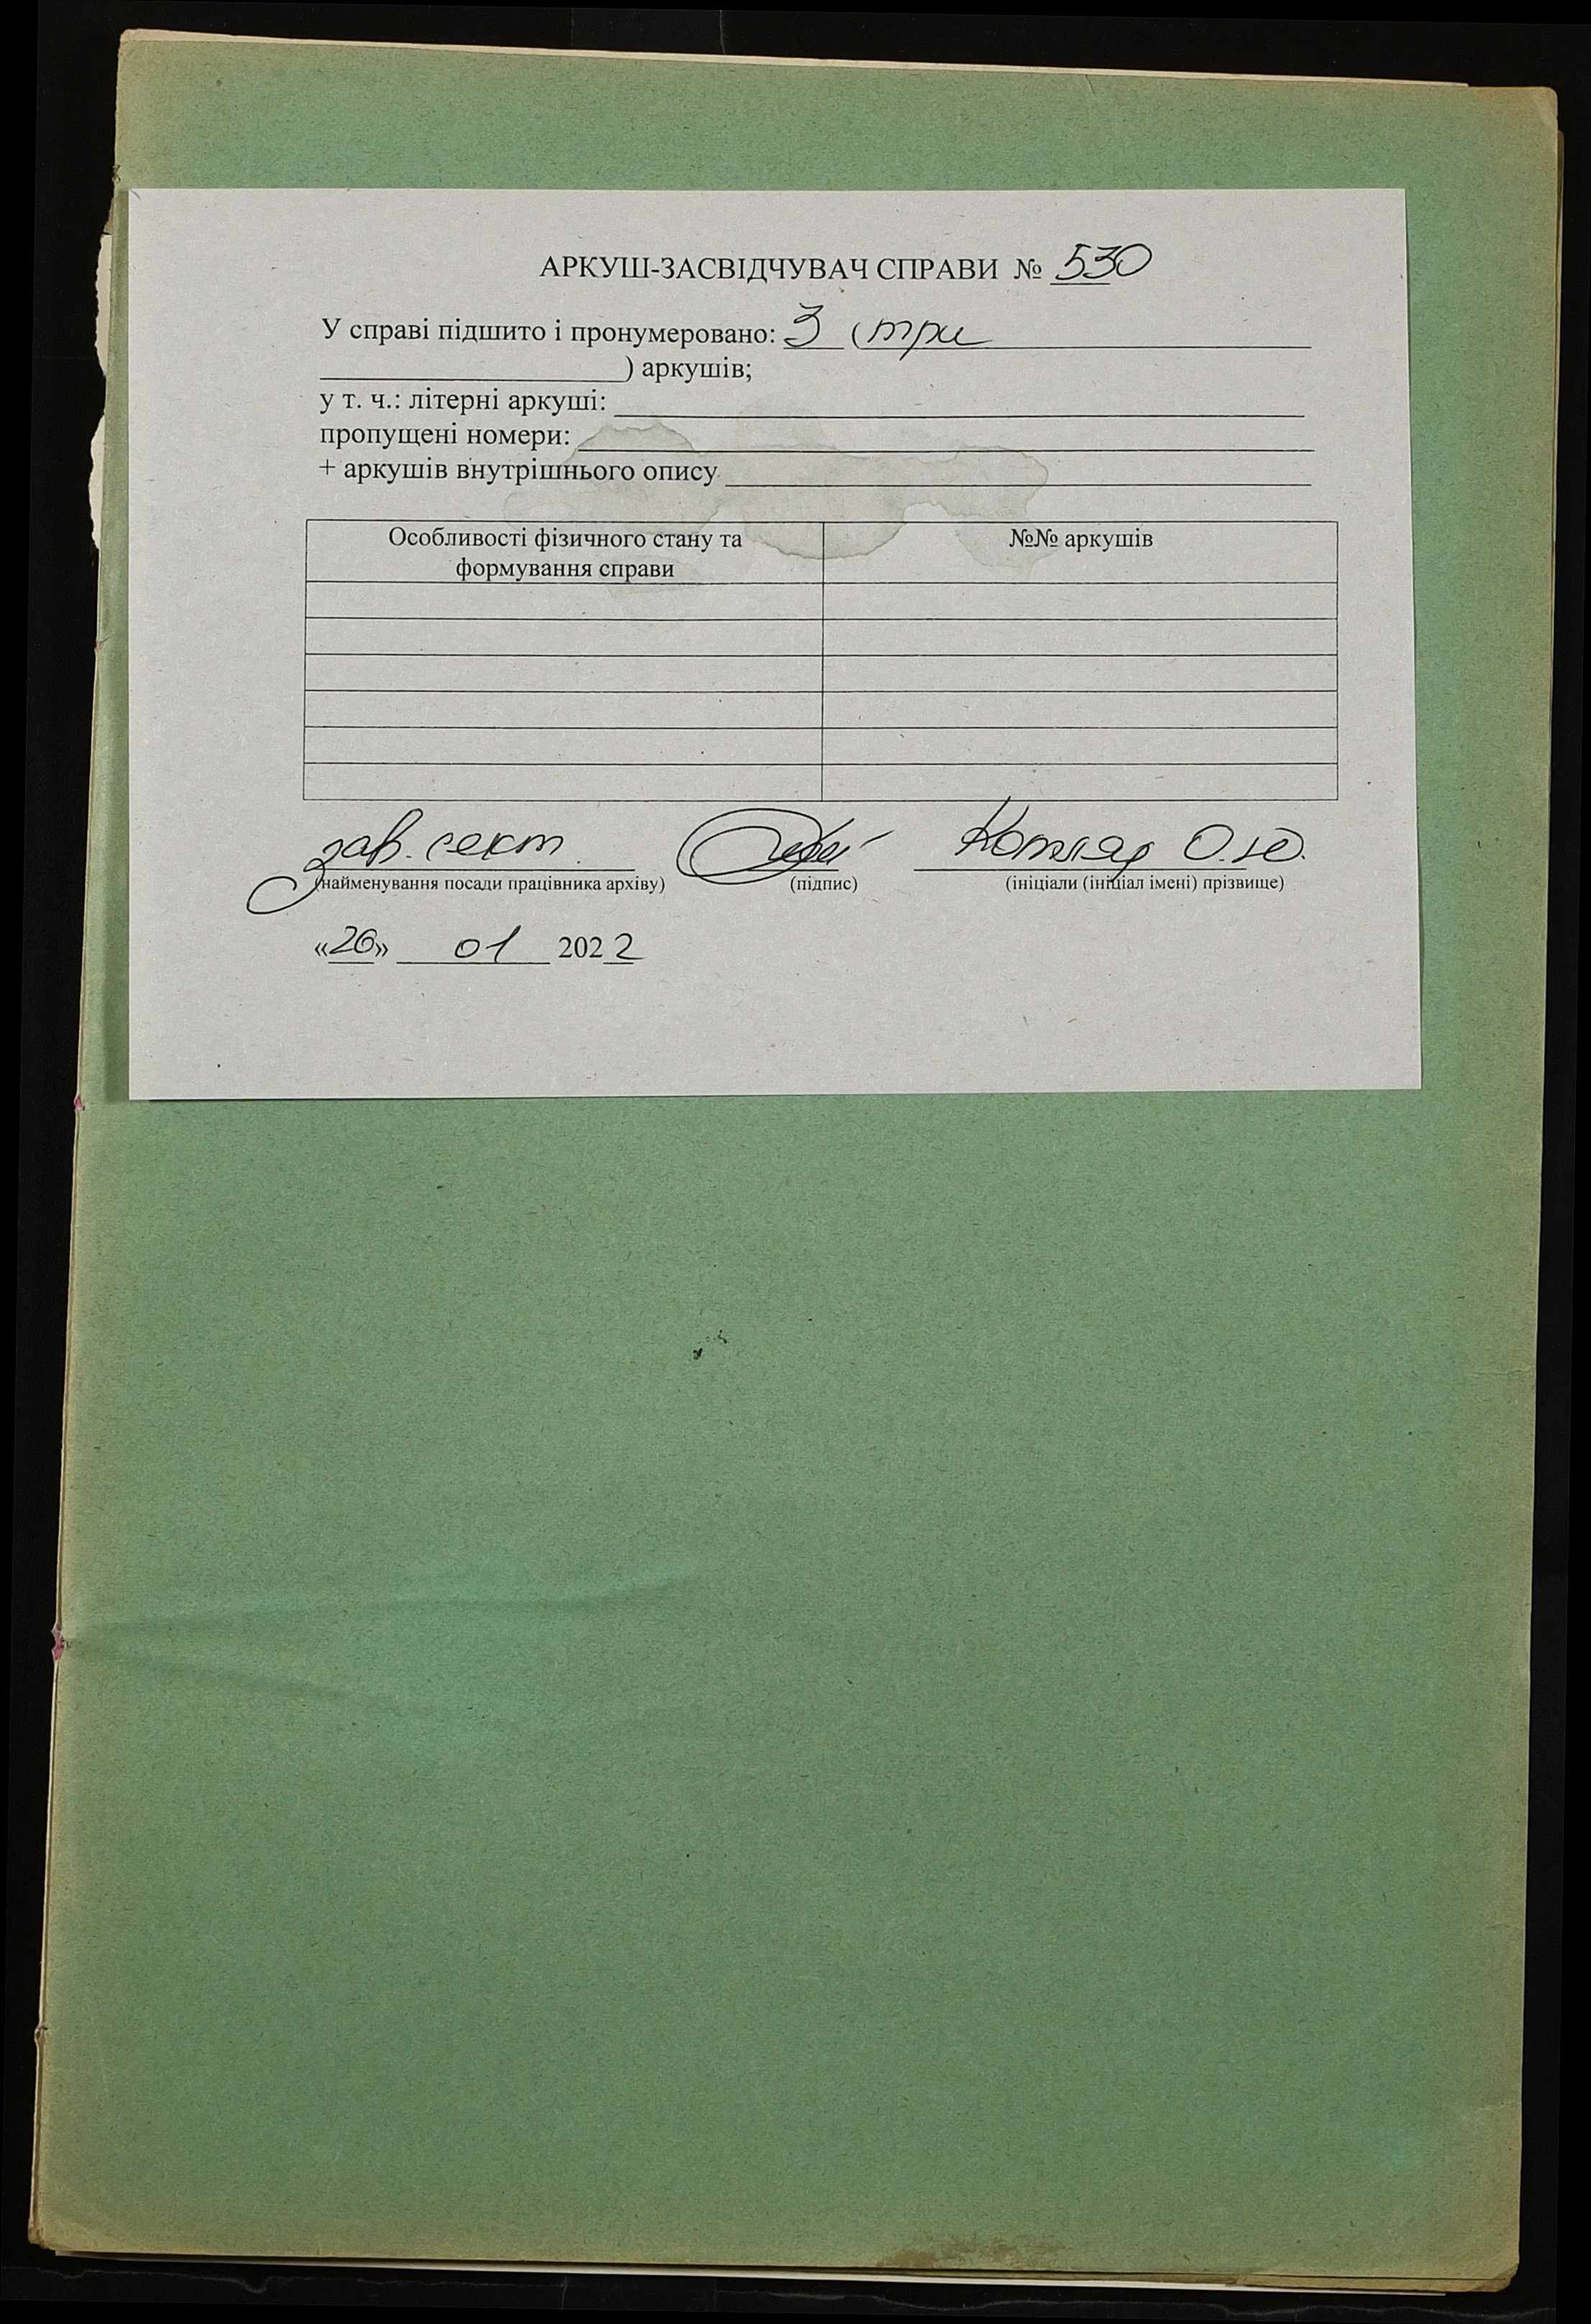 АРКУШ-ЗАСВІДЧУВАЧ СПРАВИ № 530
У справі підшито і пронумеровано: 3 (три
) аркушів;
у т. ч.: літерні аркуші:
пропущені номери:
+ аркушів внутрішнього опису
Особливості фізичного стану та
формування справи
№№ аркушів
зав. сект. О.Ю.
(найменування посади працівника архіву) (підпис) (ініціали (ініціал імені) прізвище)
«26» 01 2022